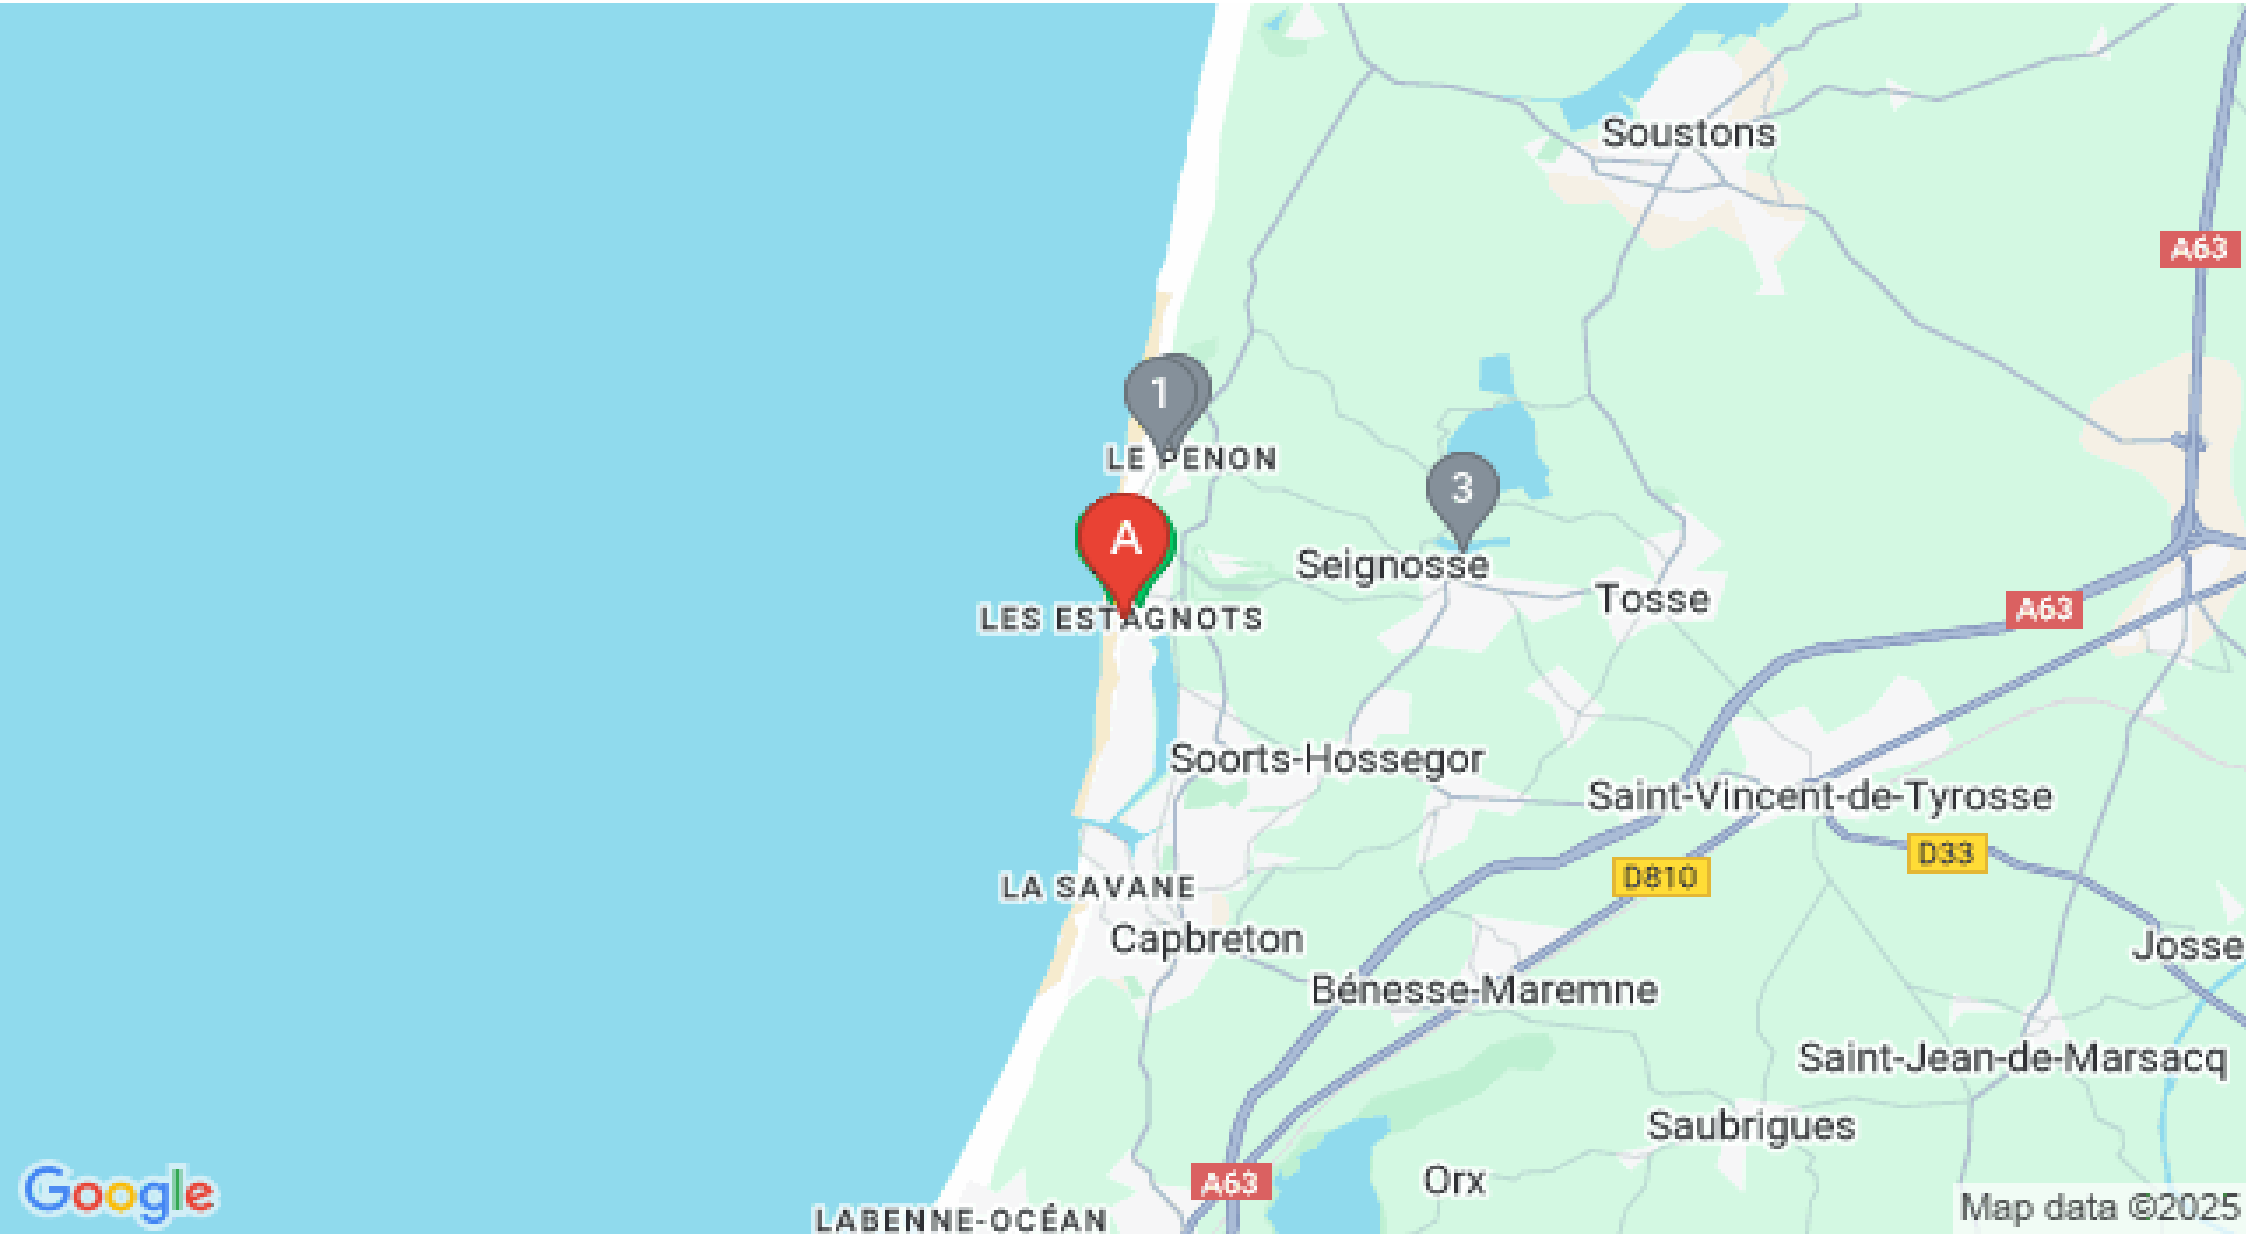 Soustons
A63
1
LE PENON
3
A
Seignosse
Tosse
A63
LES ESTAGNOTS
Soorts-Hossegor
Saint-Vincent-de-Tyrosse
D33
D810
LA SAVANE
Capbreton
Josse
Bénesse-Maremne
Saint-Jean-de-Marsacq
Saubrigues
Orx
A63
Google
LABENNE-OCÉAN
Map data ©2025